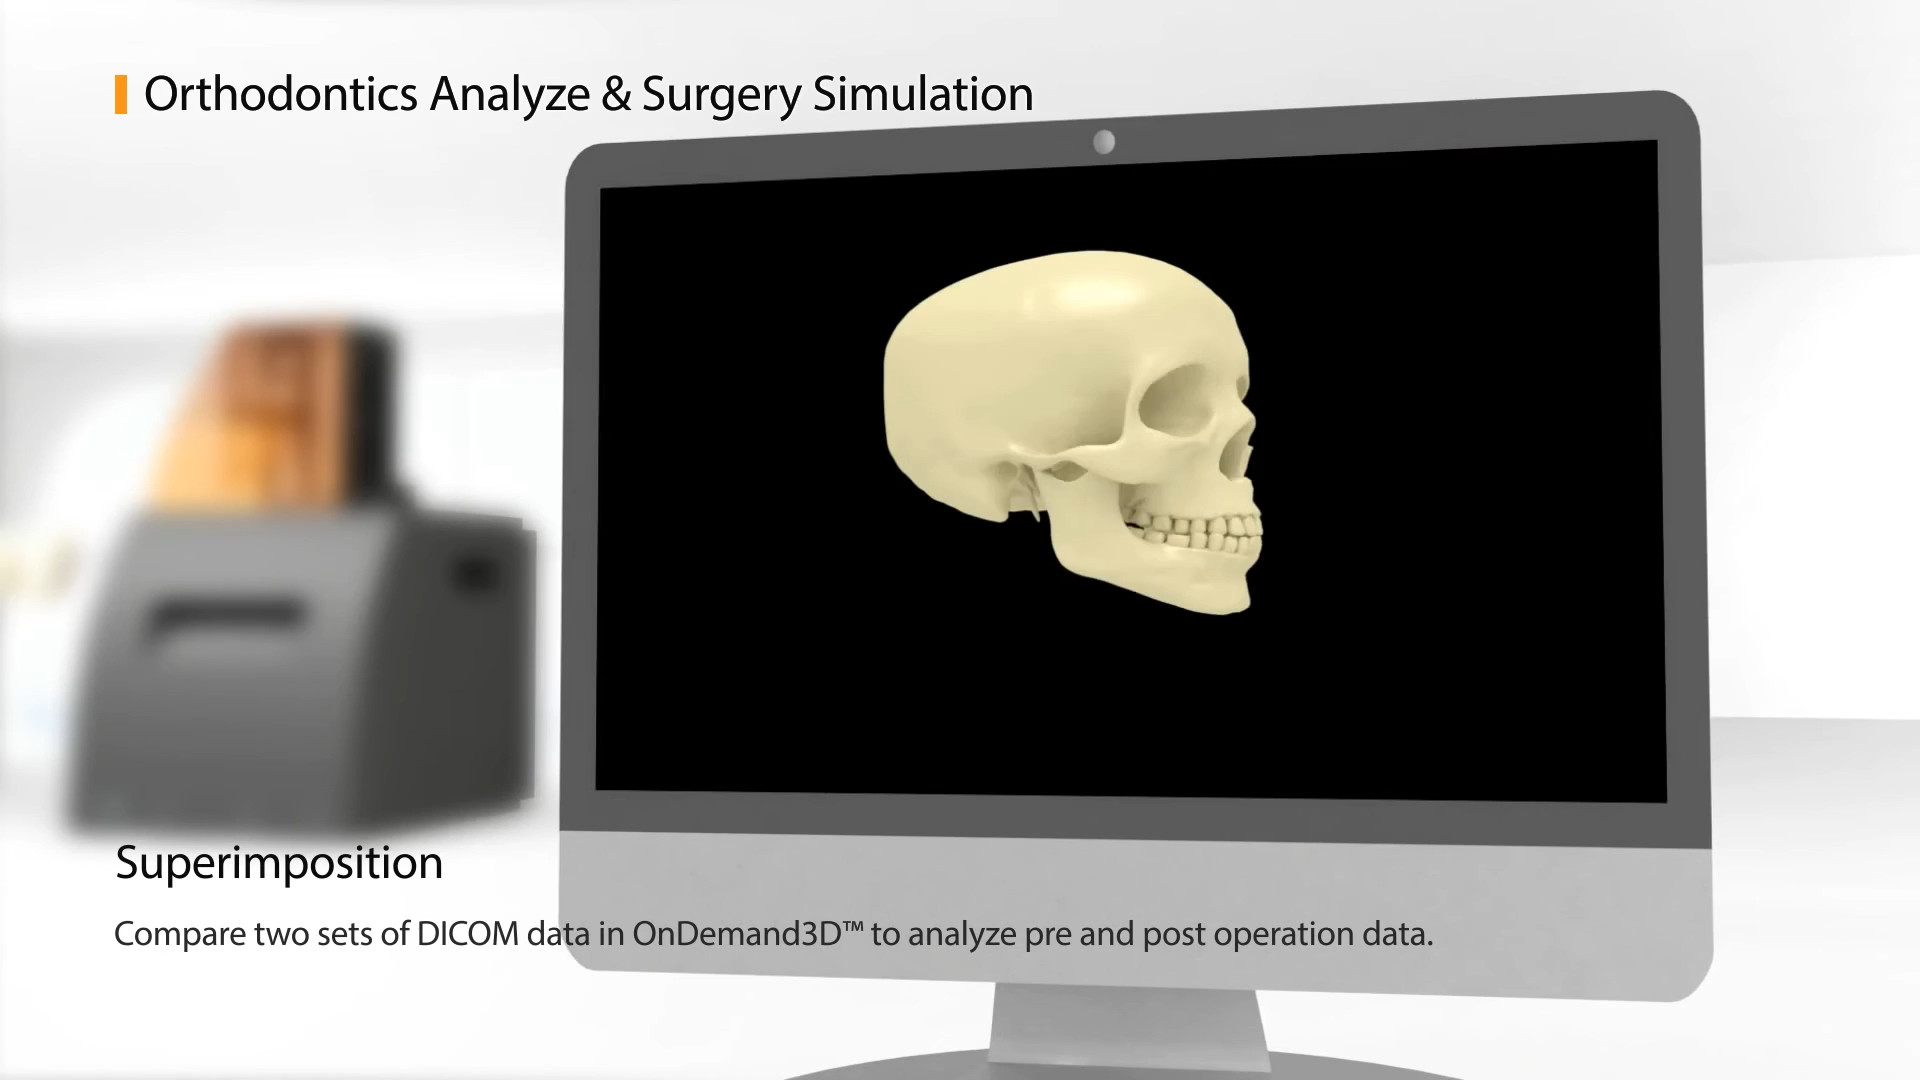 Orthodontics Analyze & Surgery Simulation
Superimposition
Compare two sets of DICOM data in OnDemand3D™ to analyze pre and post operation data.